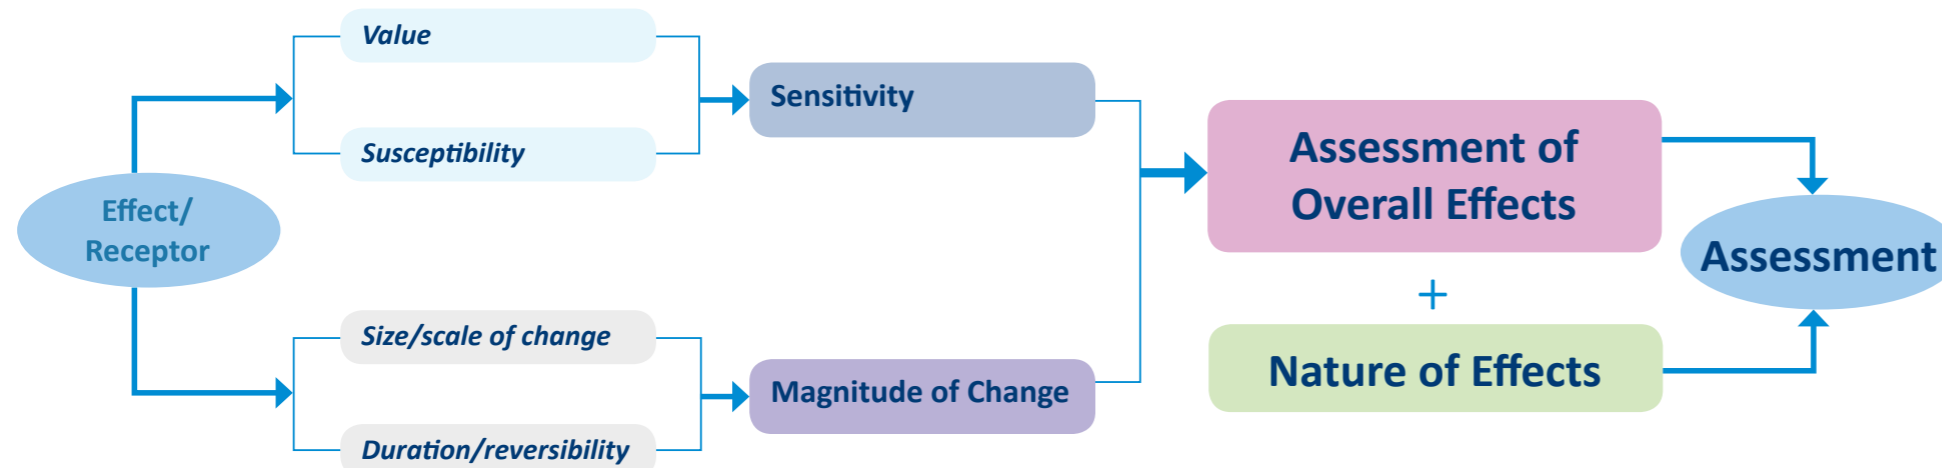 Value
Susceptibility
Effect/
Receptor
Size/scale of change
Duration/reversibility
Sensitivity
Magnitude of Change
Assessment of
Overall Effects
+
Nature of Effects
Assessment